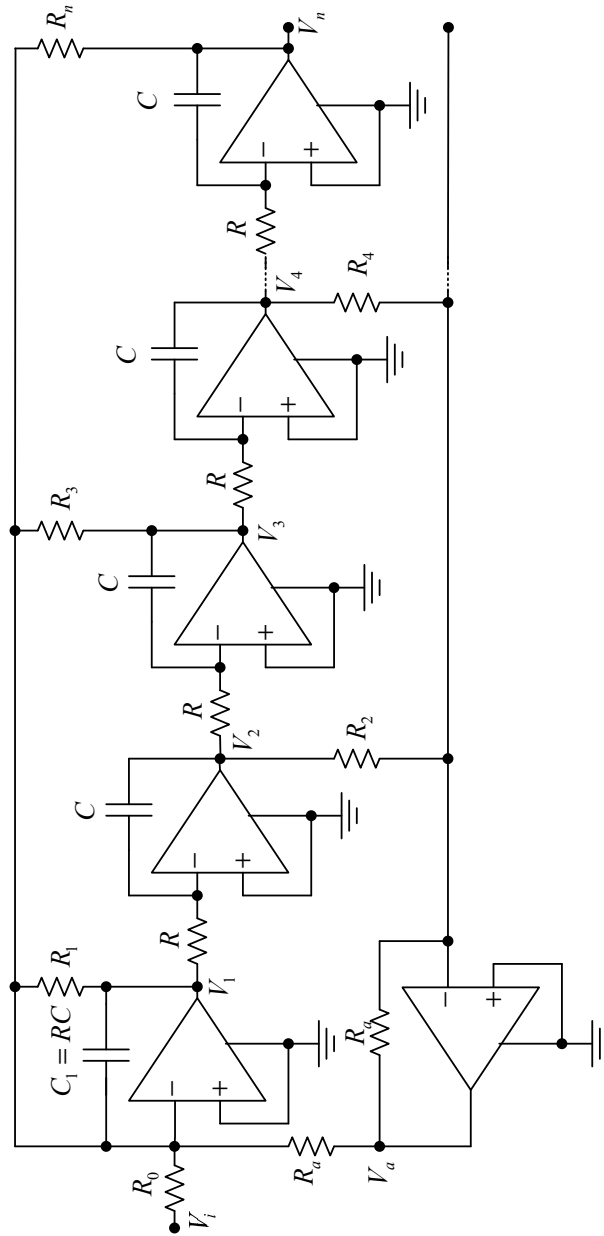 V_i
R_0
C_1 = RC
R_1
−
+
V_1
R_a
V_a
R_a
−
+
R
C
−
+
V_2
R_2
R
C
−
+
V_3
R_3
R
C
−
+
V_4
R_4
R
C
−
+
V_n
R_n